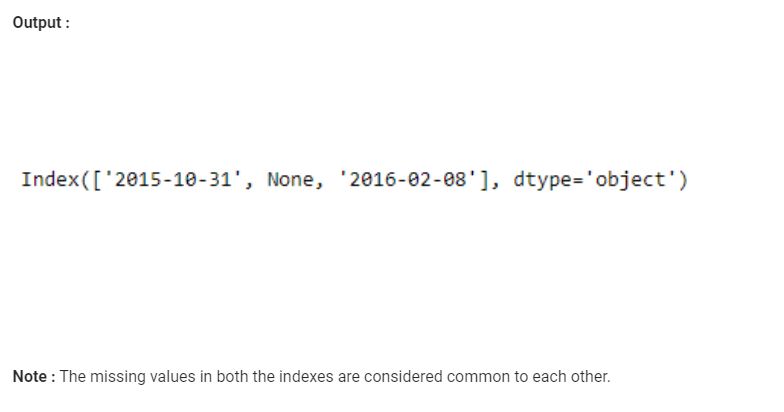 Output :
Index(['2015-10-31', None, '2016-02-08'], dtype='object')
Note : The missing values in both the indexes are considered common to each other.